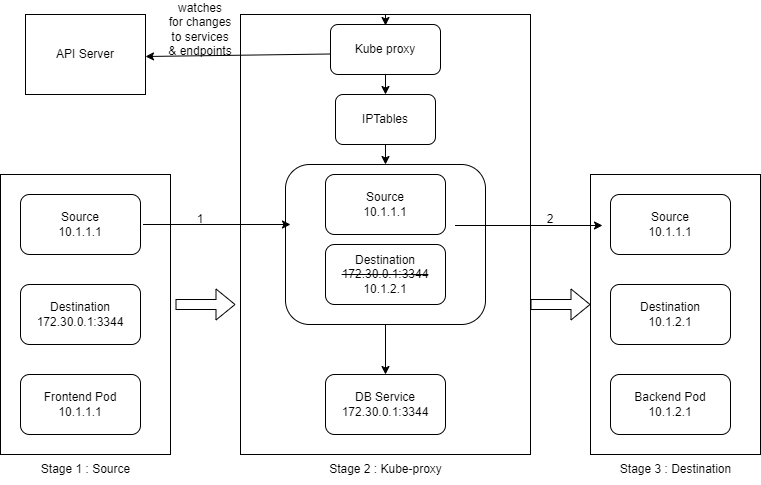 watches
for changes
to services
& endpoints
API Server
Kube proxy
IPTables
Source
10.1.1.1
Destination
172.30.0.1:3344
Frontend Pod
10.1.1.1
Stage 1 : Source
1
Source
10.1.1.1
Destination
172.30.0.1:3344
10.1.2.1
DB Service
172.30.0.1:3344
Stage 2 : Kube-proxy
2
Source
10.1.1.1
Destination
10.1.2.1
Backend Pod
10.1.2.1
Stage 3 : Destination